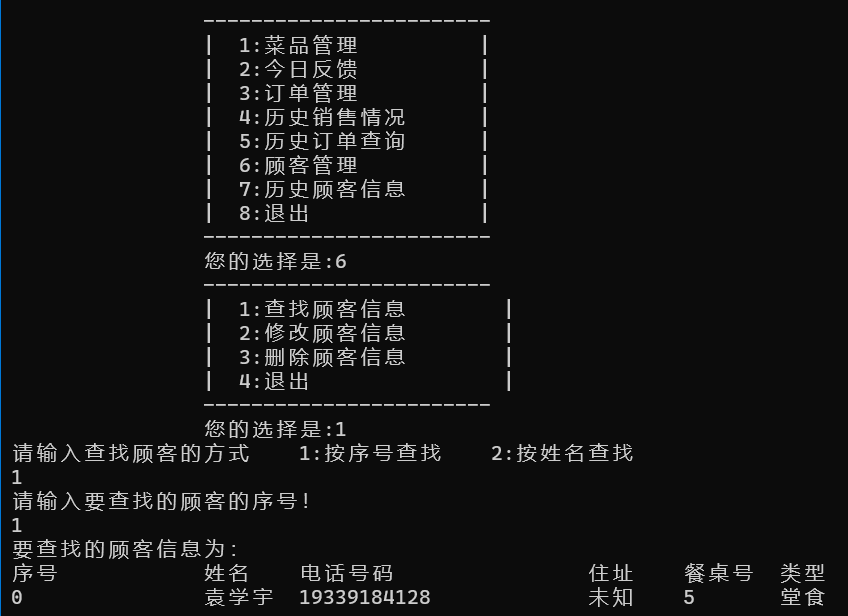 ------------------------
|  1:菜品管理          |
|  2:今日反馈          |
|  3:订单管理          |
|  4:历史销售情况      |
|  5:历史订单查询      |
|  6:顾客管理          |
|  7:历史顾客信息      |
|  8:退出              |
------------------------
您的选择是:6
------------------------
|  1:查找顾客信息        |
|  2:修改顾客信息        |
|  3:删除顾客信息        |
|  4:退出                |
------------------------
您的选择是:1
请输入查找顾客的方式    1:按序号查找    2:按姓名查找
1
请输入要查找的顾客的序号!
1
要查找的顾客信息为:
序号            姓名    电话号码                住址    餐桌号  类型
0               袁学宇  19339184128             未知    5       堂食